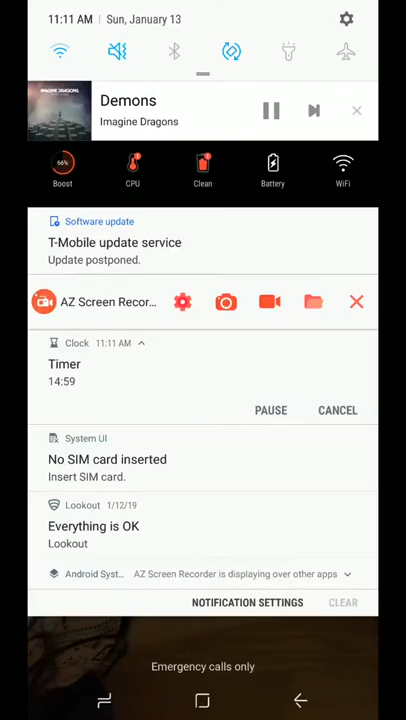 11:11 AM | Sun, January 13
IMAGINE DRAGONS
Demons
Imagine Dragons
66%
Boost
CPU
Clean
Battery
WiFi
Software update
T-Mobile update service
Update postponed.
AZ Screen Recor...
Clock 11:11 AM
Timer
14:59
PAUSE CANCEL
System UI
No SIM card inserted
Insert SIM card.
Lookout 1/12/19
Everything is OK
Lookout
Android Syst... AZ Screen Recorder is displaying over other apps
NOTIFICATION SETTINGS CLEAR
Emergency calls only